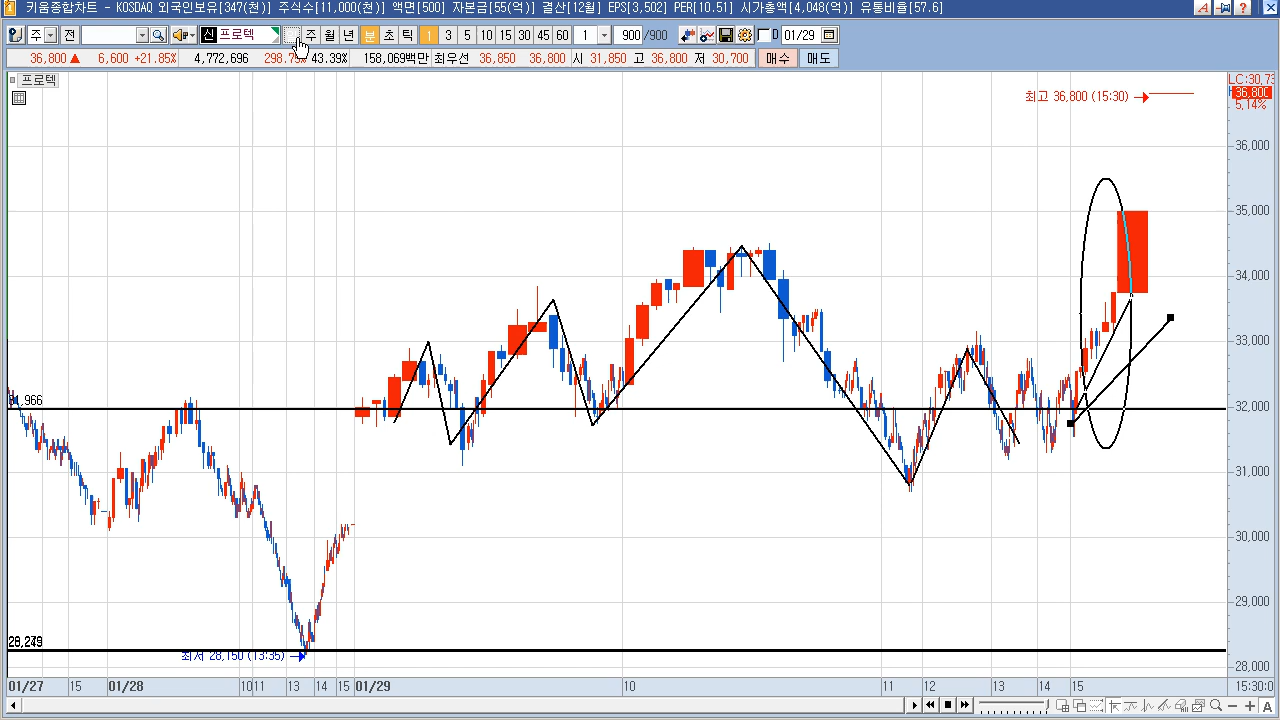 키움종합차트 - KOSDAQ 외국인보유[347(천)] 주식수[11,000(천)] 액면[500] 자본금[55(억)] 결산[12월] EPS[3,502] PER[10.51] 시가총액[4,048(억)] 유통비율[57.6]
주 전 신 프로텍 주 월 년 분 초 틱 1 3 5 10 15 30 45 60 1 900 /900 D 01/29
36,800 ▲ 6,600 +21.85% 4,772,696 43.39% 158,069백만 최우선 36,850 36,800 시 31,850 고 36,800 저 30,700 매수 매도
프로텍
최고 36,800 (15:30)
36,800
5.14%
36,000
35,000
34,000
33,000
32,000
31,000
30,000
29,000
28,000
최저 28,150 (13:35)
01/27 15 01/28 10 11 13 14 15 01/29 10 11 12 13 14 15 15:30:0